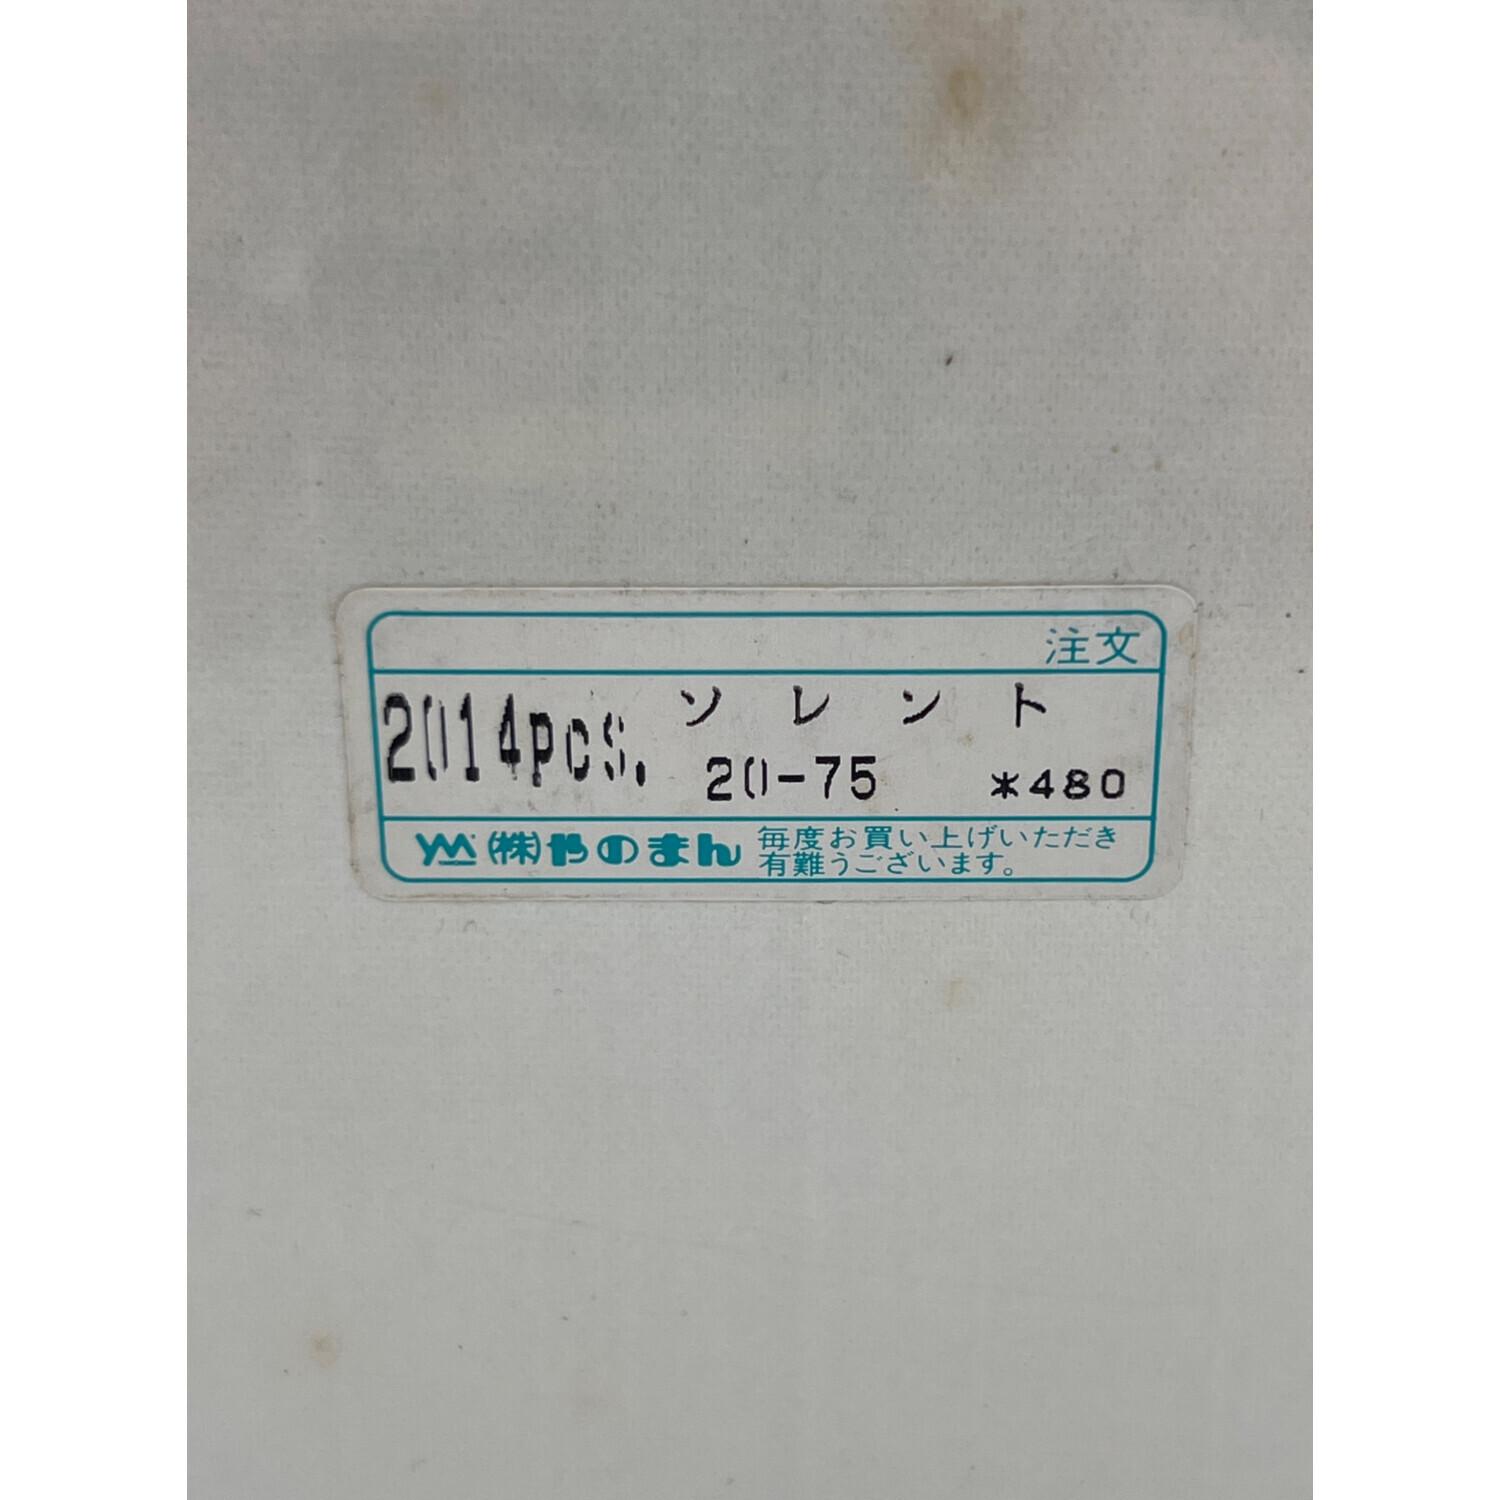 注文
2014pcs. ソレント
20-75 *480
YM (株)やのまん 毎度お買い上げいただき
有難うございます。